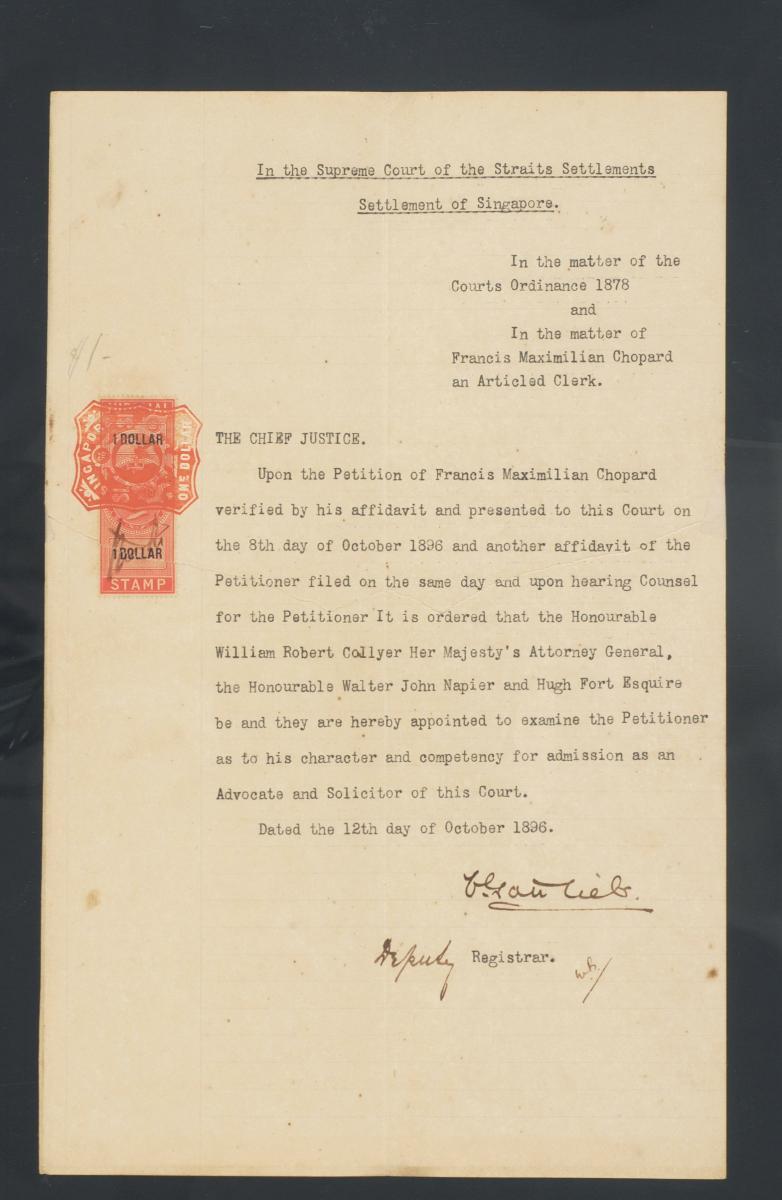 In the Supreme Court of the Straits Settlements
Settlement of Singapore.
In the matter of the
Courts Ordinance 1878
and
In the matter of
Francis Maximilian Chopard
an Articled Clerk.
$1-
SINGAPORE
ONE DOLLAR
1 DOLLAR
1 DOLLAR
STAMP
THE CHIEF JUSTICE.
Upon the Petition of Francis Maximilian Chopard
verified by his affidavit and presented to this Court on
the 8th day of October 1896 and another affidavit of the
Petitioner filed on the same day and upon hearing Counsel
for the Petitioner It is ordered that the Honourable
William Robert Collyer Her Majesty's Attorney General,
the Honourable Walter John Napier and Hugh Fort Esquire
be and they are hereby appointed to examine the Petitioner
as to his character and competency for admission as an
Advocate and Solicitor of this Court.
Dated the 12th day of October 1896.
Deputy Registrar.